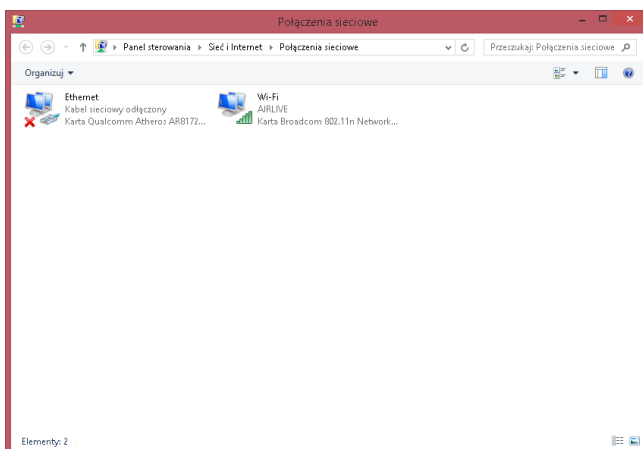 Połączenia sieciowe
Panel sterowania Sieć i Internet Połączenia sieciowe Przeszukaj: Połączenia sieciowe
Organizuj
Ethernet
Kabel sieciowy odłączony
Karta Qualcomm Atheros AR8172...
Wi-Fi
AIRLIVE
Karta Broadcom 802.11n Network...
Elementy: 2